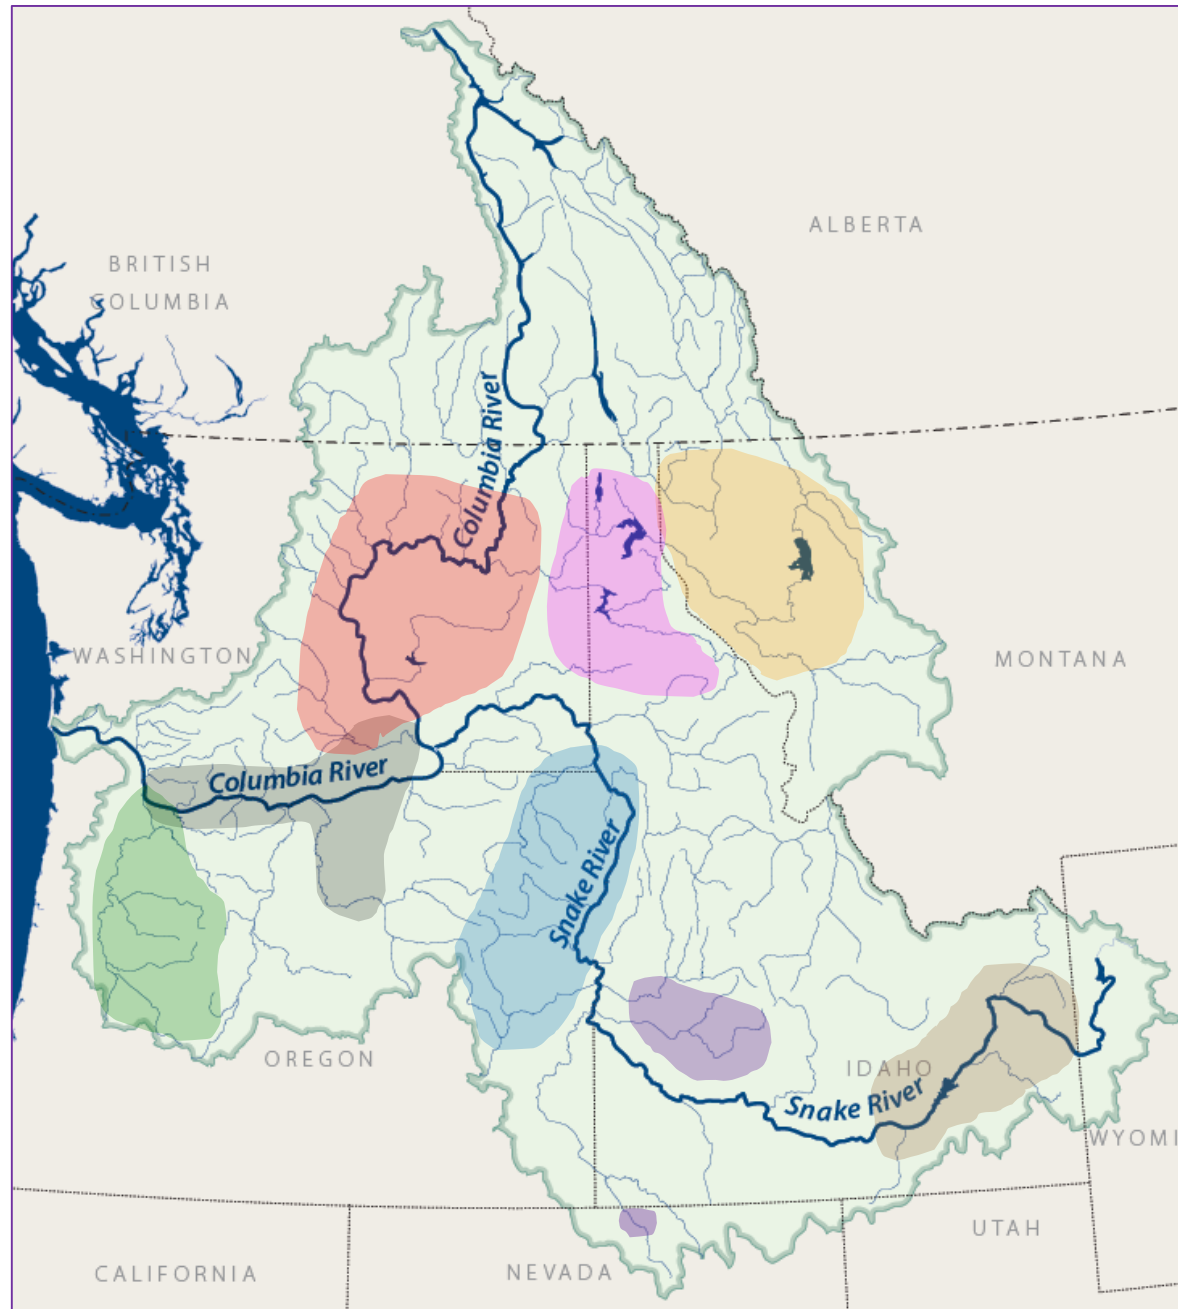 ALBERTA
BRITISH
COLUMBIA
Columbia River
WASHINGTON
MONTANA
Columbia River
Snake River
OREGON
IDAHO
Snake River
WYOMI
UTAH
CALIFORNIA
NEVADA